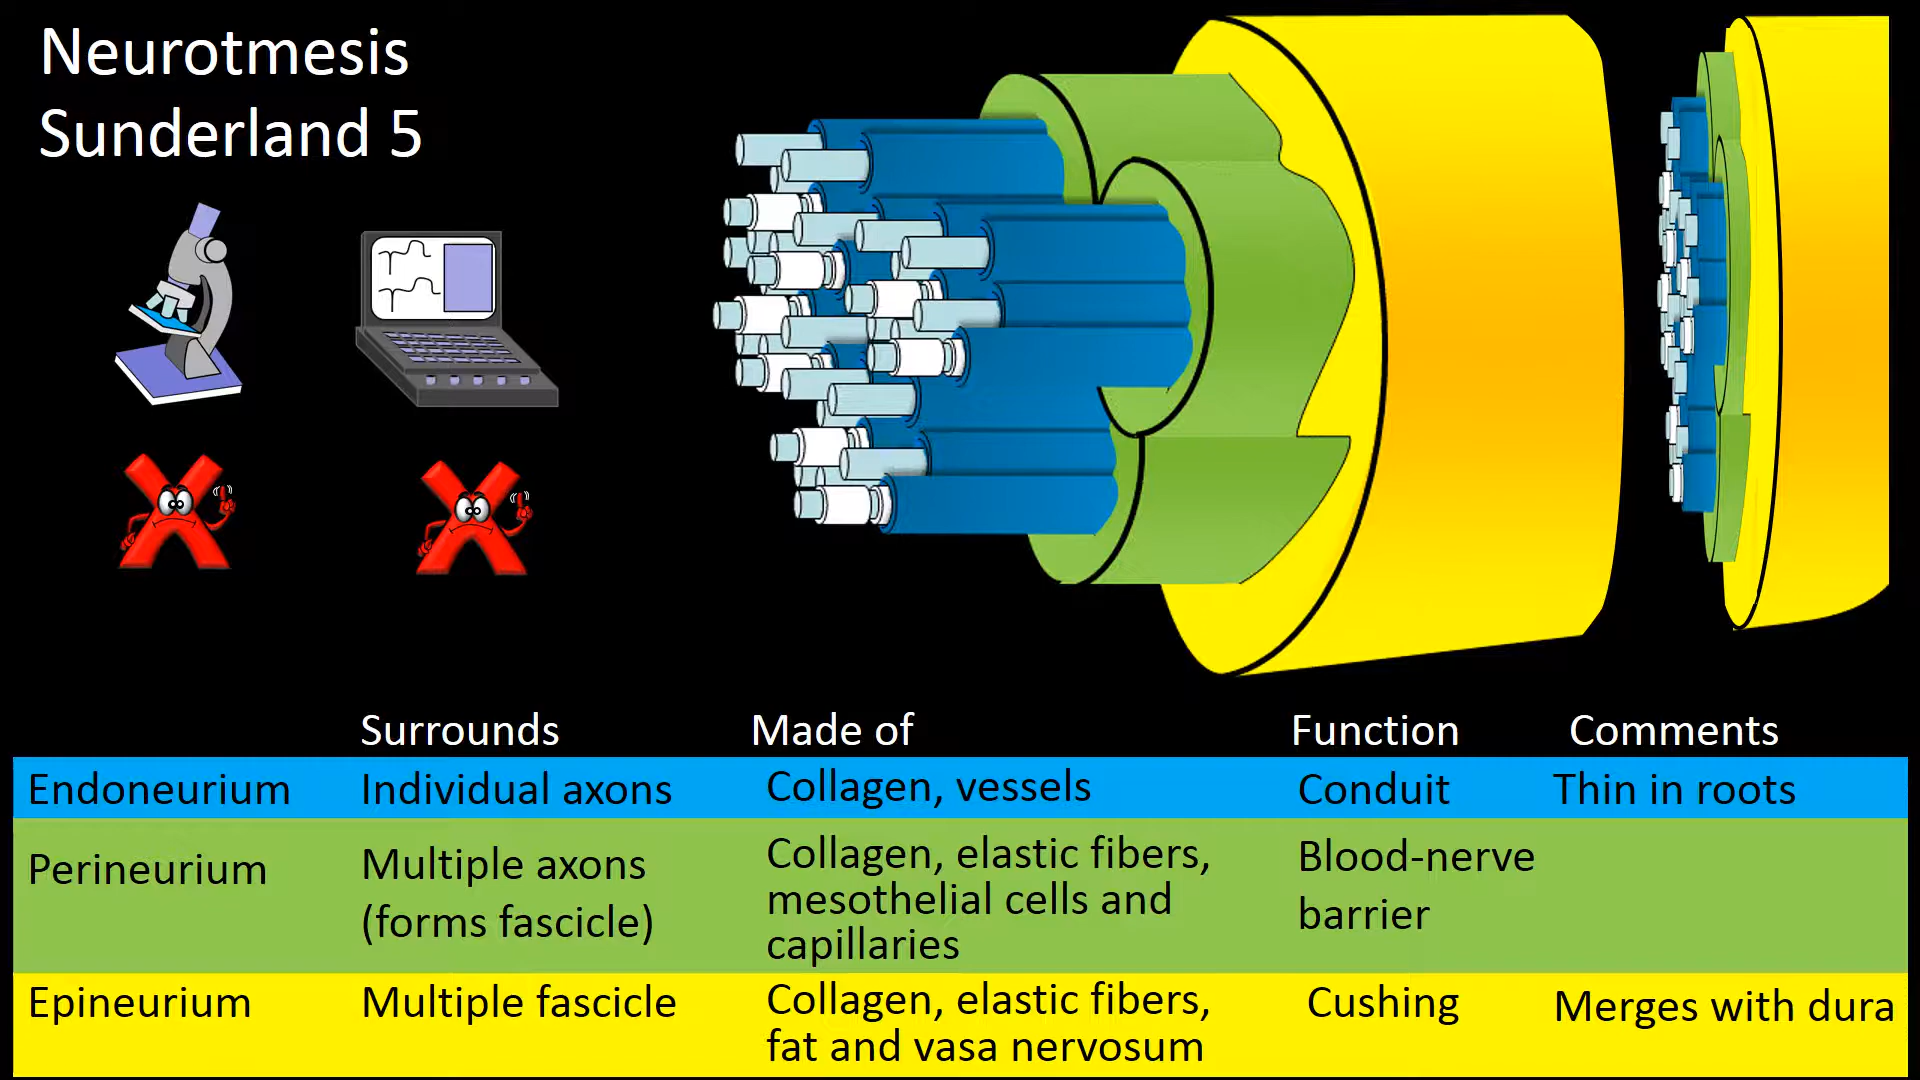 Neurotmesis
Sunderland 5
Surrounds Made of Function Comments
Endoneurium Individual axons Collagen, vessels Conduit Thin in roots
Perineurium Multiple axons
(forms fascicle) Collagen, elastic fibers,
mesothelial cells and
capillaries Blood-nerve
barrier
Epineurium Multiple fascicle Collagen, elastic fibers,
fat and vasa nervosum Cushing Merges with dura